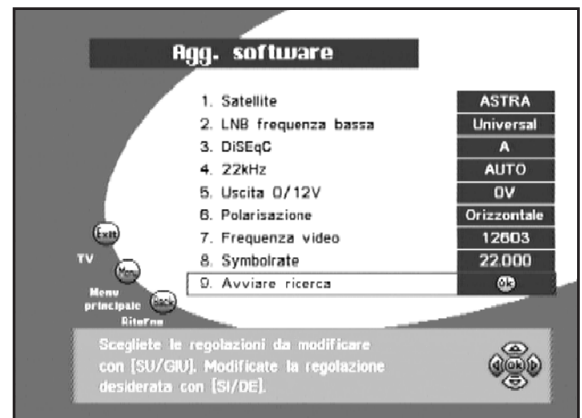 Agg. software
1. Satellite ASTRA
2. LNB frequenza bassa Universal
3. DiSEqC A
4. 22kHz AUTO
5. Uscita 0/12V 0V
6. Polarisazione Orizzontale
7. Frequenza video 12603
8. Symbolrate 22.000
9. Avviare ricerca Ok
Exit
TV
Menu
Menu
principale
Back
Ritorno
Scegliete le regolazioni da modificare
con [SU/GIU]. Modificate la regolazione
desiderata con [SI/DE].
Ok